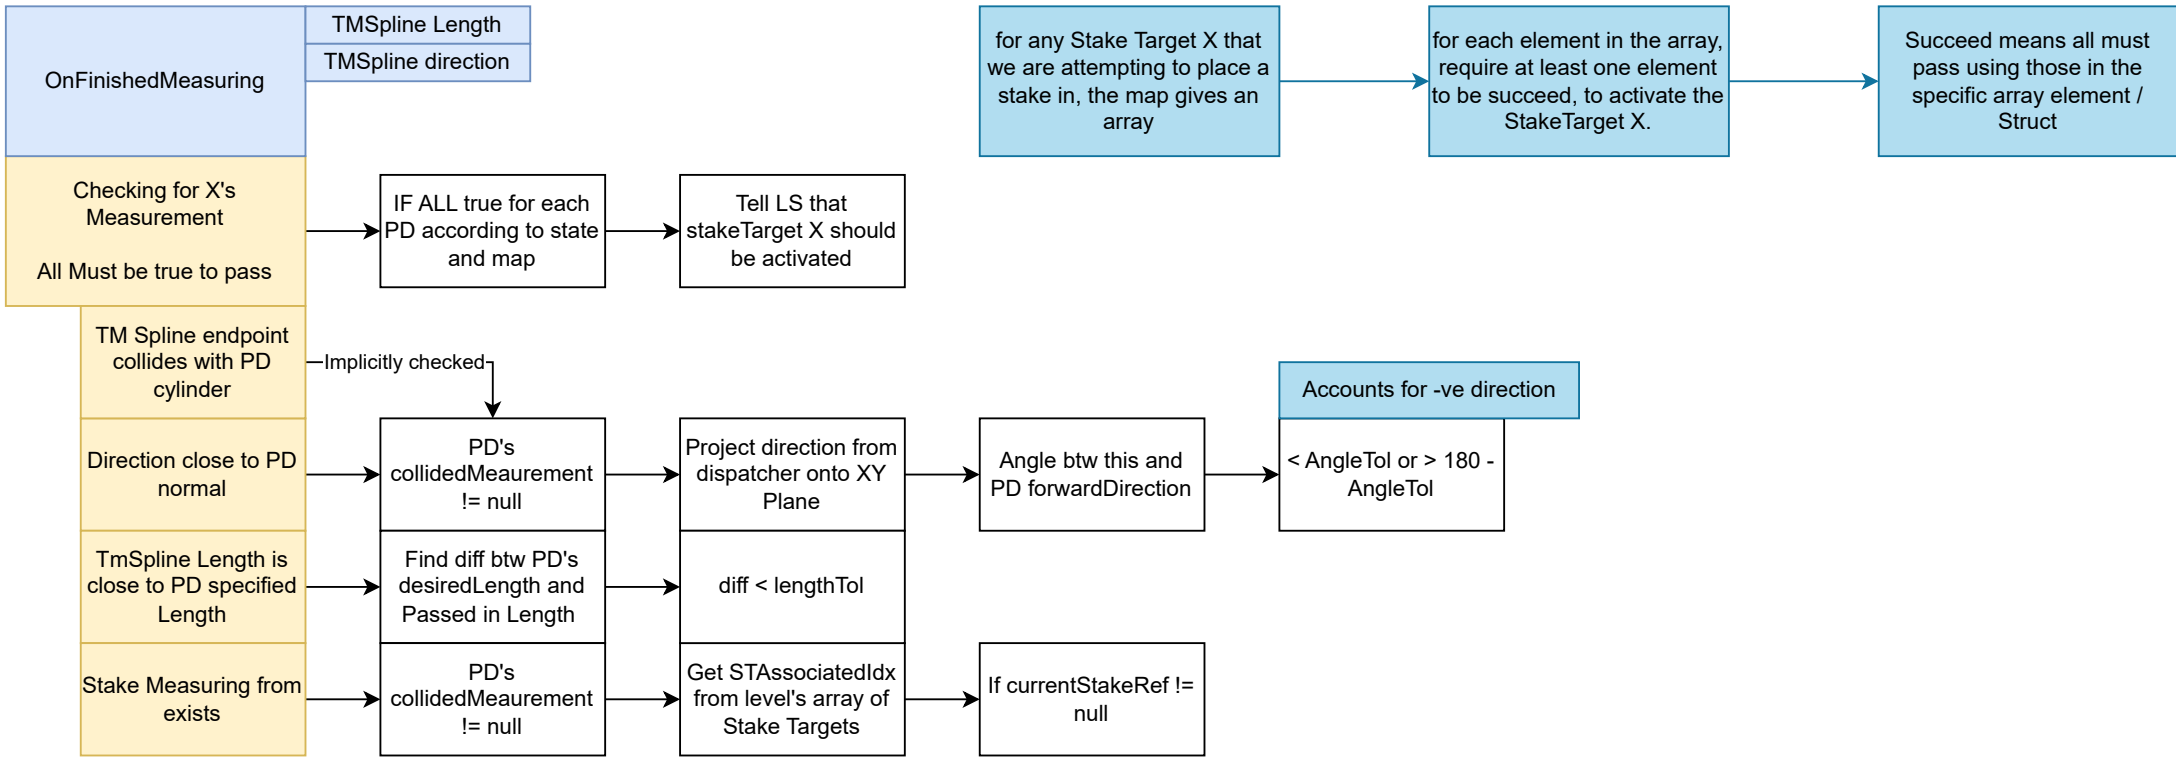 OnFinishedMeasuring
TMSpline Length
TMSpline direction
for any Stake Target X that
we are attempting to place a
stake in, the map gives an
array
for each element in the array,
require at least one element
to be succeed, to activate the
StakeTarget X.
Succeed means all must
pass using those in the
specific array element /
Struct
Checking for X's
Measurement
All Must be true to pass
IF ALL true for each
PD according to state
and map
Tell LS that
stakeTarget X should
be activated
TM Spline endpoint
collides with PD
cylinder
Implicitly checked
Accounts for -ve direction
Direction close to PD
normal
PD's
collidedMeaurement
!= null
Project direction from
dispatcher onto XY
Plane
Angle btw this and
PD forwardDirection
< AngleTol or > 180 -
AngleTol
TmSpline Length is
close to PD specified
Length
Find diff btw PD's
desiredLength and
Passed in Length
diff < lengthTol
Stake Measuring from
exists
PD's
collidedMeaurement
!= null
Get STAssociatedIdx
from level's array of
Stake Targets
If currentStakeRef !=
null